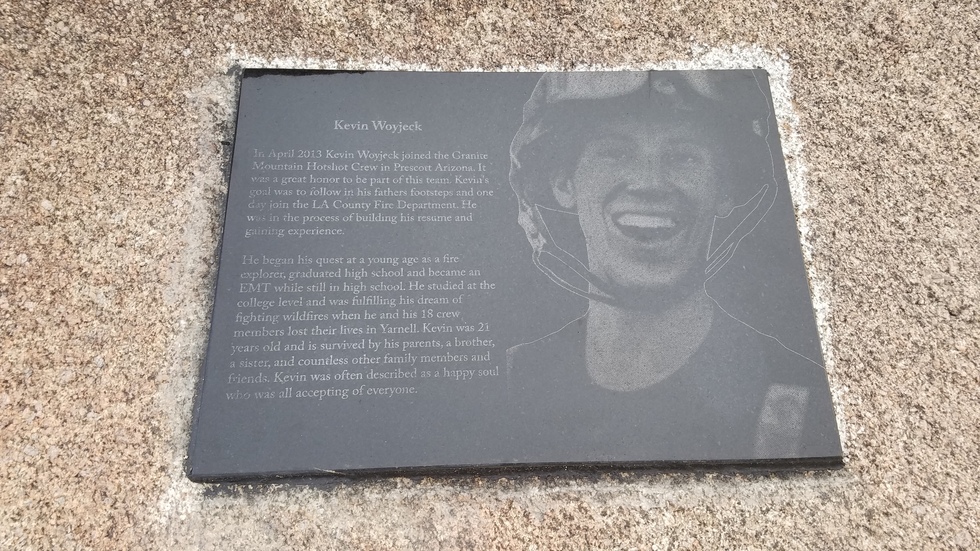 Kevin Woyjeck
In April 2013 Kevin Woyjeck joined the Granite
Mountain Hotshot Crew in Prescott Arizona. It
was a great honor to be part of this team. Kevin's
goal was to follow in his fathers footsteps and one
day join the LA County Fire Department. He
was in the process of building his resume and
gaining experience.
He began his quest at a young age as a fire
explorer, graduated high school and became an
EMT while still in high school. He studied at the
college level and was fulfilling his dream of
fighting wildfires when he and his 18 crew
members lost their lives in Yarnell. Kevin was 21
years old and is survived by his parents, a brother,
a sister, and countless other family members and
friends. Kevin was often described as a happy soul
who was all accepting of everyone.